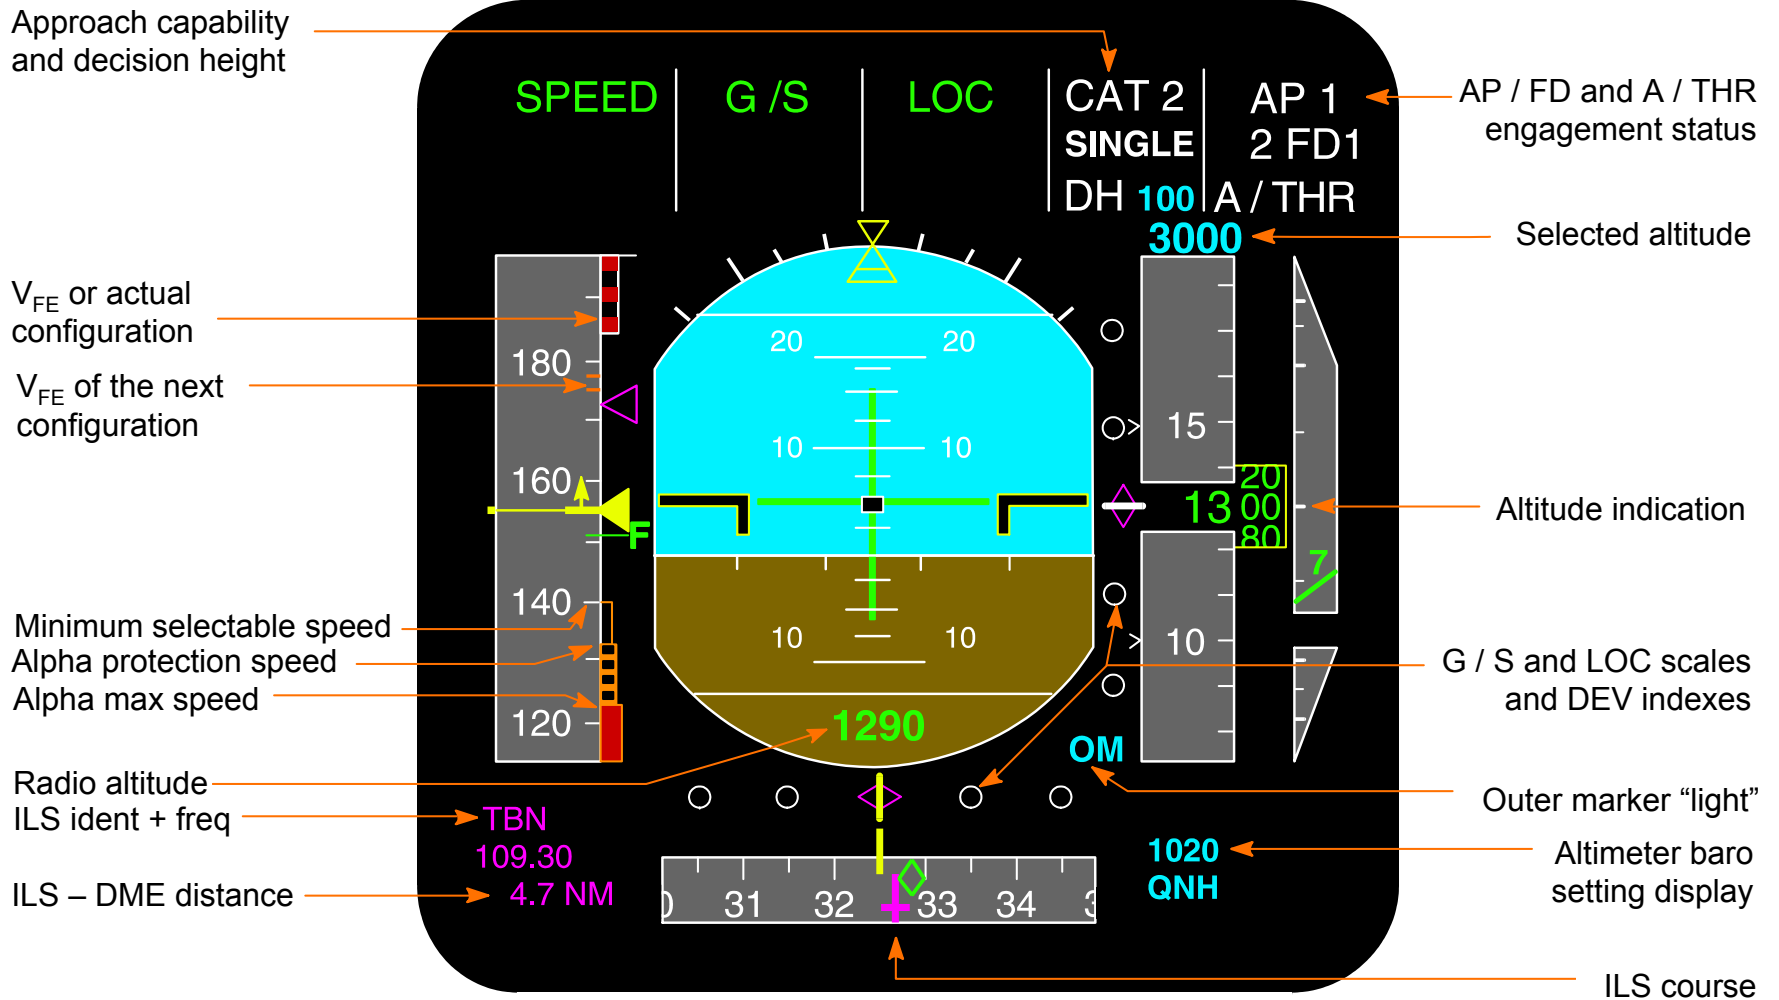 Approach capability
and decision height
SPEED G /S LOC CAT 2 AP 1
SINGLE 2 FD1
DH 100 A / THR
3000
AP / FD and A / THR
engagement status
Selected altitude
VFE or actual
configuration
VFE of the next
configuration
180
160
140
120
F
20 20
10 10
10 10
1290
15
13
20
00
80
10
7
Altitude indication
Minimum selectable speed
Alpha protection speed
Alpha max speed
G / S and LOC scales
and DEV indexes
OM
Radio altitude
ILS ident + freq
TBN
109.30
4.7 NM
ILS – DME distance
Outer marker “light”
1020
QNH
Altimeter baro
setting display
0 31 32 33 34 3
ILS course